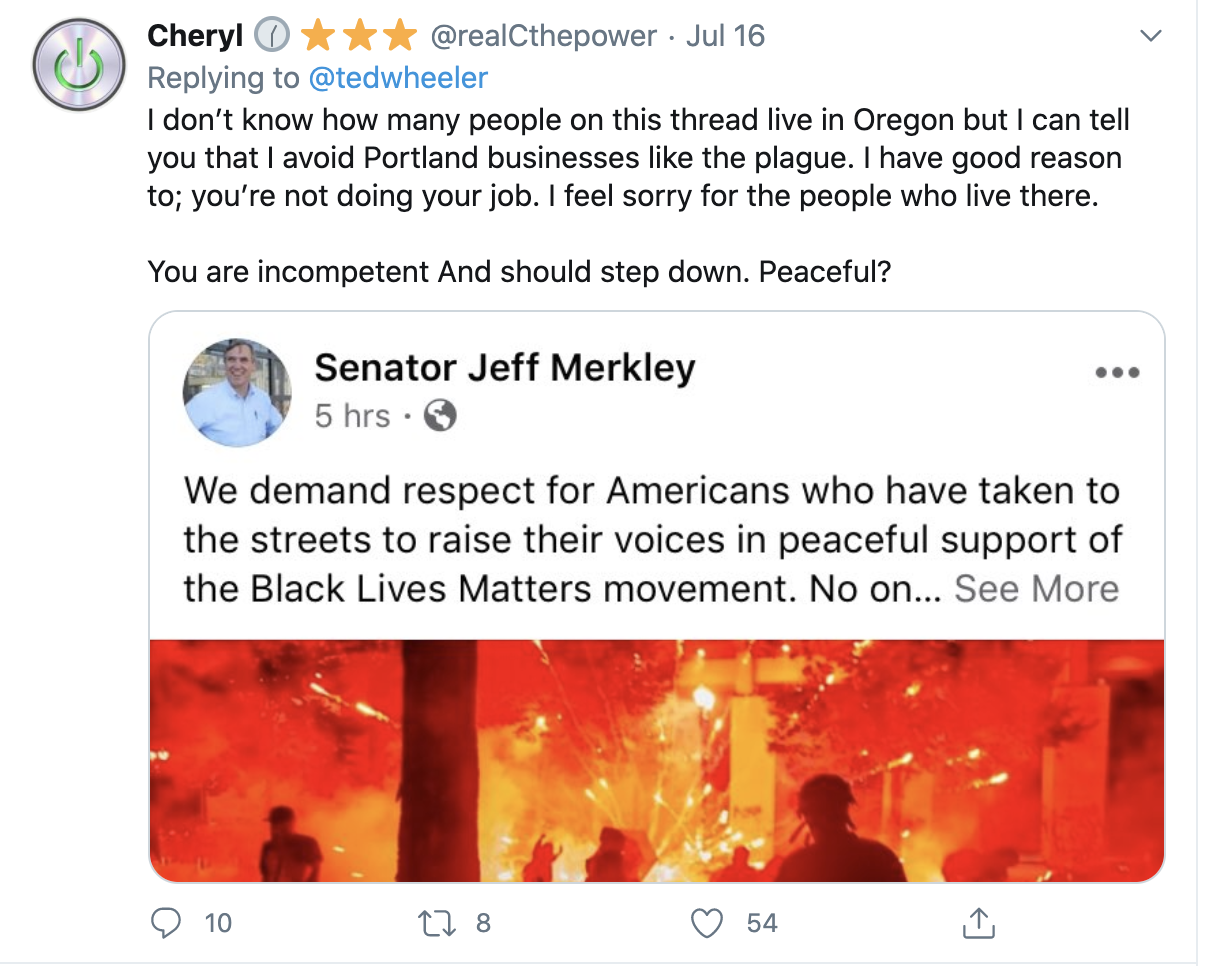 Cheryl @realCthepower · Jul 16
Replying to @tedwheeler
I don’t know how many people on this thread live in Oregon but I can tell
you that I avoid Portland businesses like the plague. I have good reason
to; you’re not doing your job. I feel sorry for the people who live there.
You are incompetent And should step down. Peaceful?
Senator Jeff Merkley
5 hrs ·
We demand respect for Americans who have taken to
the streets to raise their voices in peaceful support of
the Black Lives Matters movement. No on... See More
10 8 54